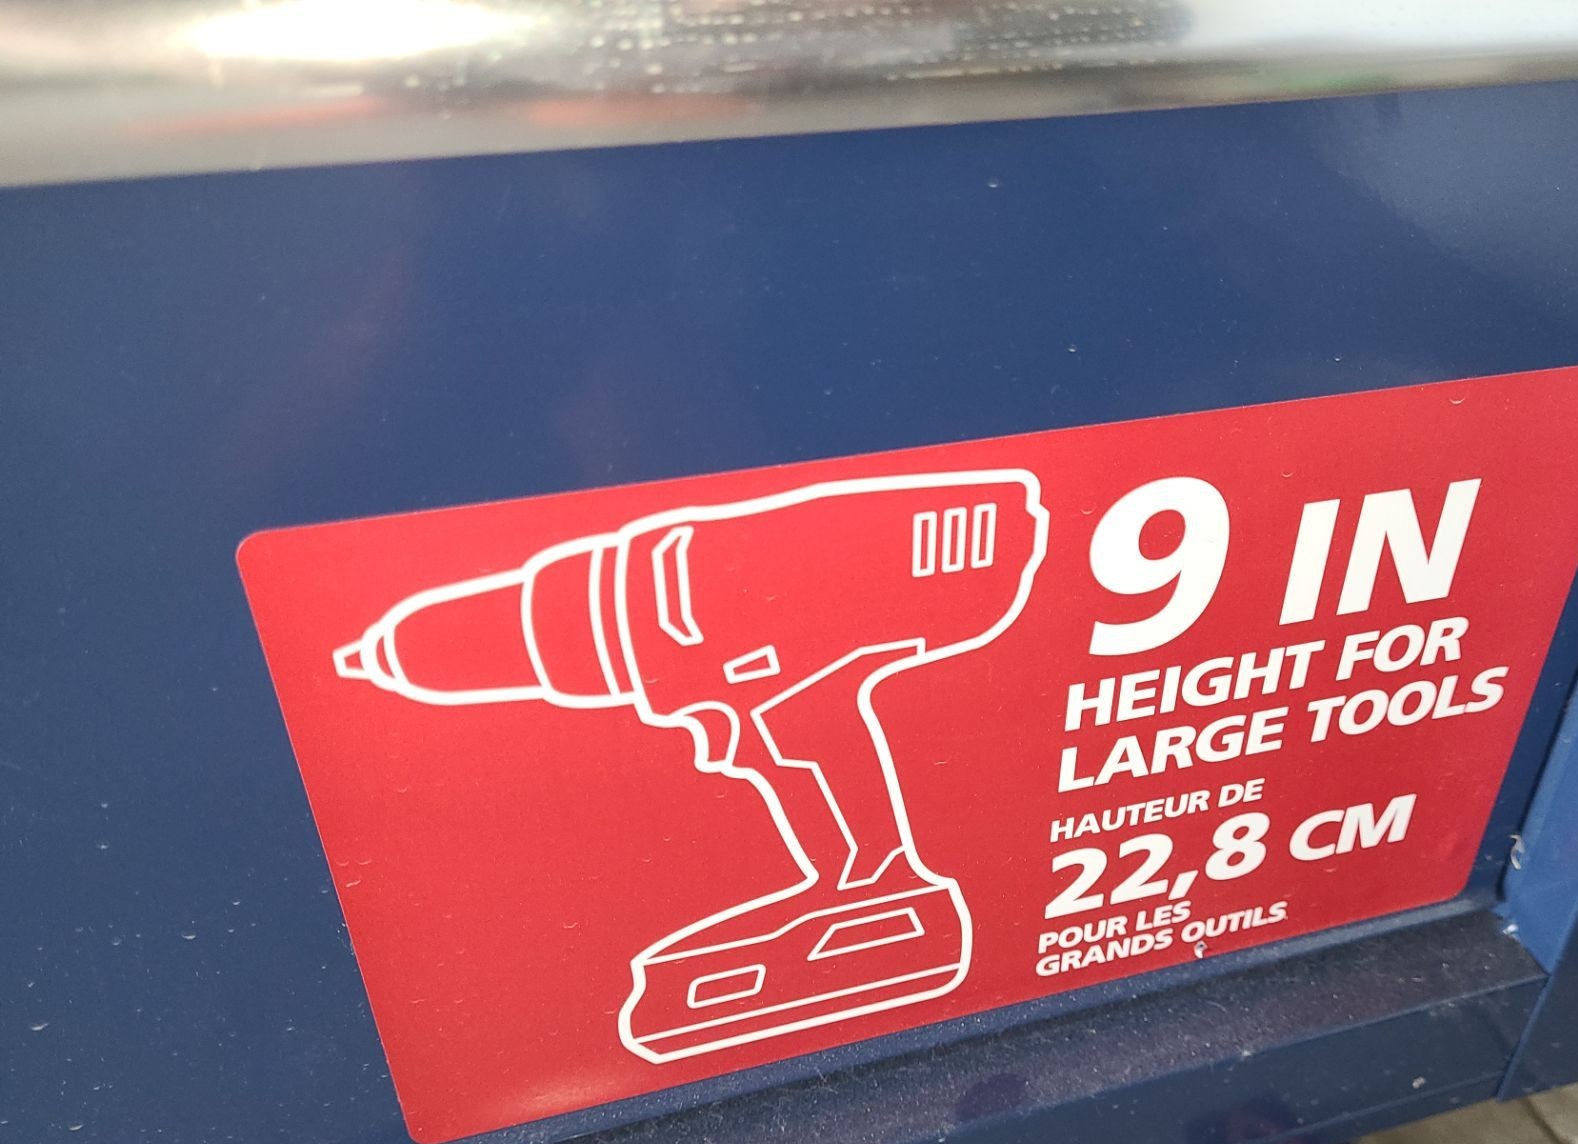 9 IN
HEIGHT FOR
LARGE TOOLS
HAUTEUR DE
22,8 CM
POUR LES
GRANDS OUTILS